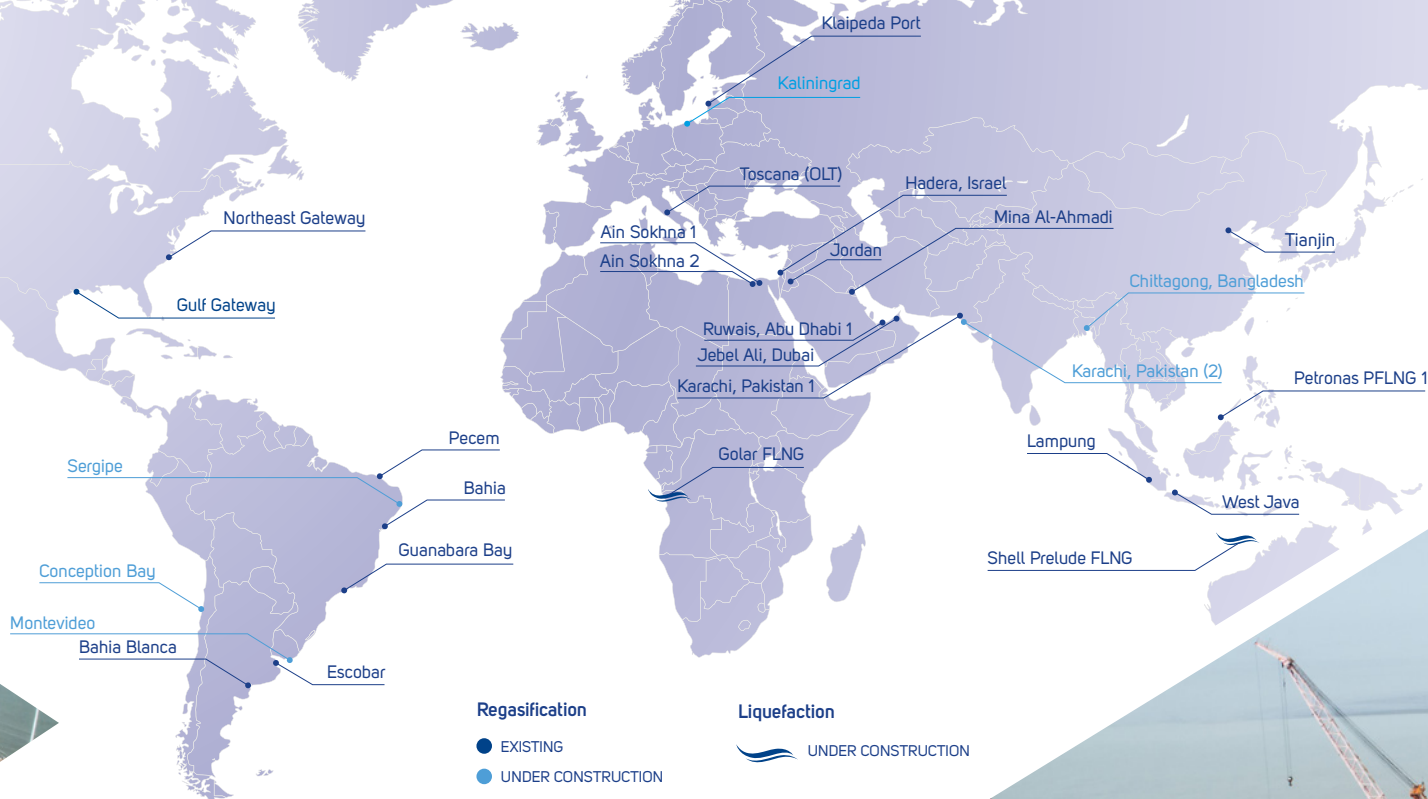 Klaipeda Port
Kaliningrad
Toscana (OLT)
Hadera, Israel
Northeast Gateway
Mina Al-Ahmadi
Ain Sokhna 1
Tianjin
Jordan
Ain Sokhna 2
Chittagong, Bangladesh
Gulf Gateway
Ruwais, Abu Dhabi 1
Jebel Ali, Dubai
Karachi, Pakistan (2)
Petronas PFLNG 1
Karachi, Pakistan 1
Pecem
Lampung
Golar FLNG
Sergipe
Bahia
West Java
Guanabara Bay
Shell Prelude FLNG
Conception Bay
Montevideo
Bahia Blanca
Escobar
Regasification
EXISTING
UNDER CONSTRUCTION
Liquefaction
UNDER CONSTRUCTION